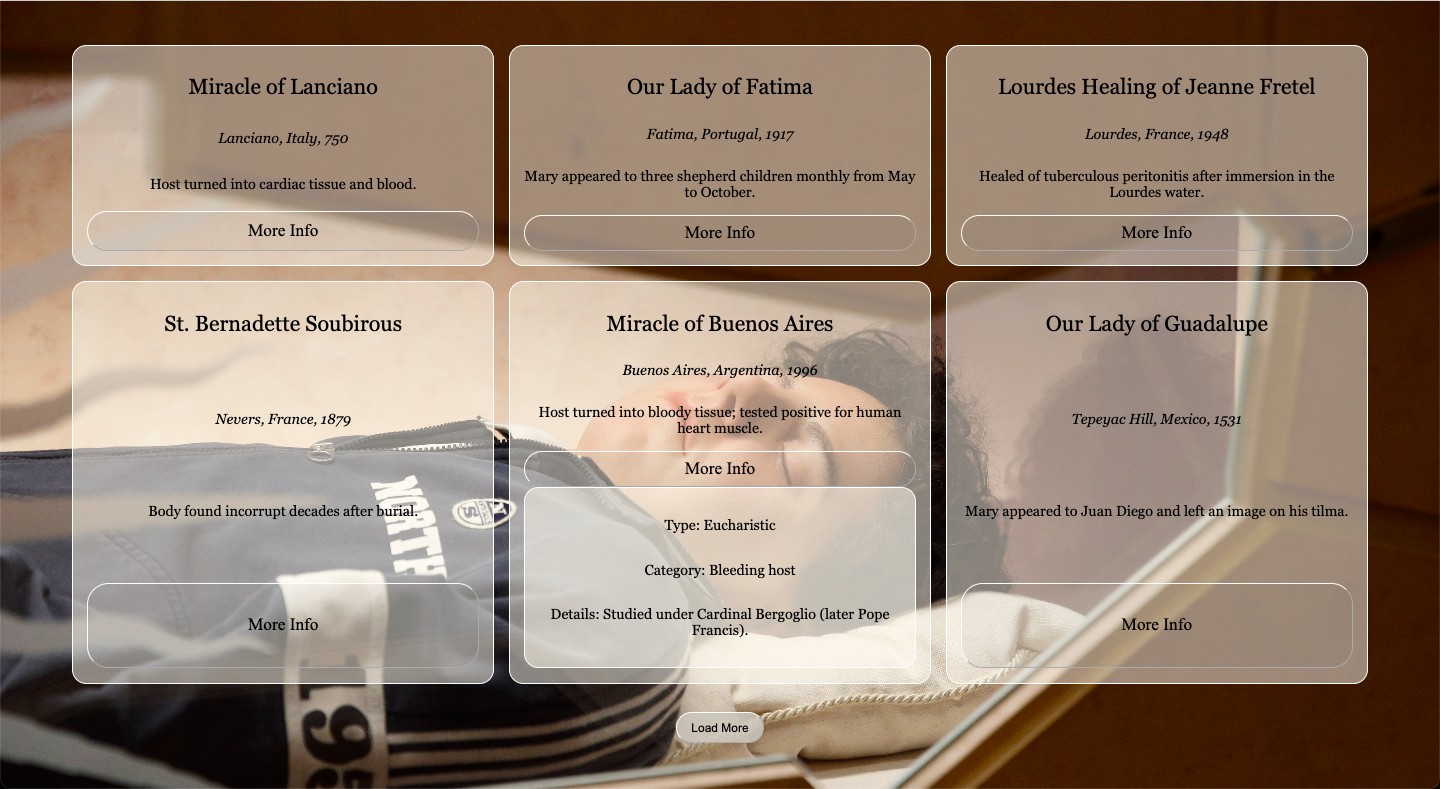 Miracle of Lanciano
Lanciano, Italy, 750
Host turned into cardiac tissue and blood.
More Info
Our Lady of Fatima
Fatima, Portugal, 1917
Mary appeared to three shepherd children monthly from May
to October.
More Info
Lourdes Healing of Jeanne Fretel
Lourdes, France, 1948
Healed of tuberculous peritonitis after immersion in the
Lourdes water.
More Info
St. Bernadette Soubirous
Nevers, France, 1879
Body found incorrupt decades after burial.
More Info
Miracle of Buenos Aires
Buenos Aires, Argentina, 1996
Host turned into bloody tissue; tested positive for human
heart muscle.
More Info
Type: Eucharistic
Category: Bleeding host
Details: Studied under Cardinal Bergoglio (later Pope
Francis).
Our Lady of Guadalupe
Tepeyac Hill, Mexico, 1531
Mary appeared to Juan Diego and left an image on his tilma.
More Info
NORTH
195
Load More